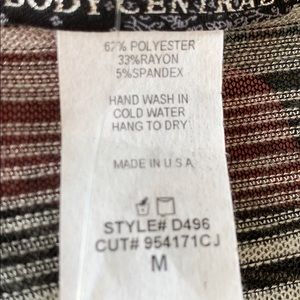 BODY CENTRAL
62% POLYESTER
33%RAYON
5%SPANDEX
HAND WASH IN
COLD WATER
HANG TO DRY
MADE IN U.S.A.
STYLE# D496
CUT# 954171CJ
M